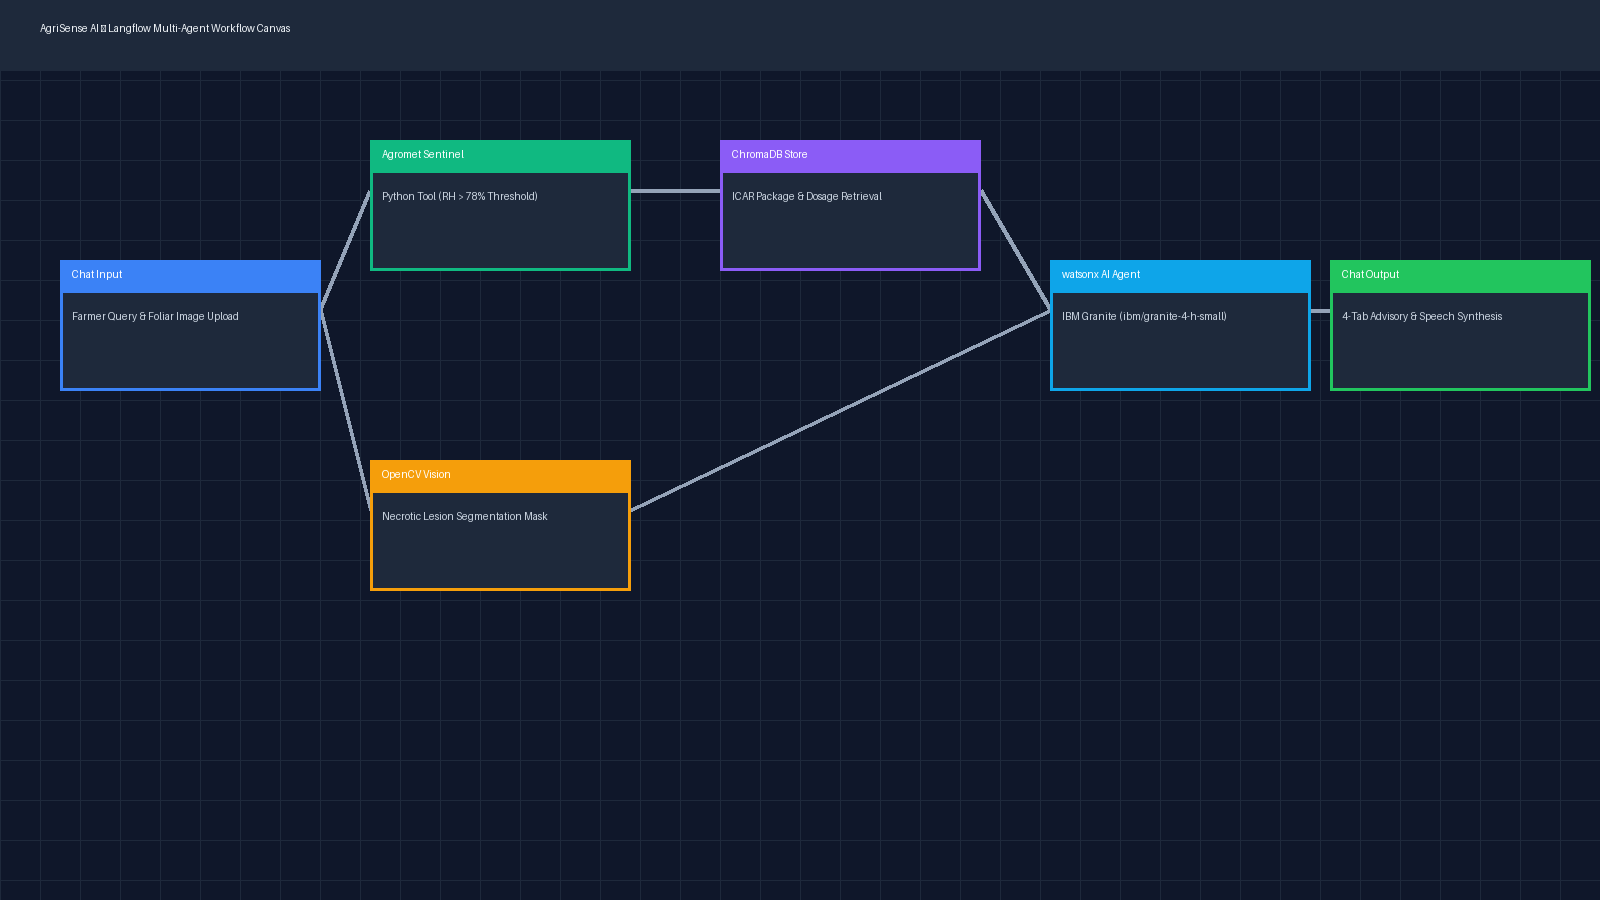 AgriSense AI ▯ Langflow Multi-Agent Workflow Canvas
Agromet Sentinel
Python Tool (RH > 78% Threshold)
ChromaDB Store
ICAR Package & Dosage Retrieval
Chat Input
Farmer Query & Foliar Image Upload
watsonx AI Agent
IBM Granite (ibm/granite-4-h-small)
Chat Output
4-Tab Advisory & Speech Synthesis
OpenCV Vision
Necrotic Lesion Segmentation Mask